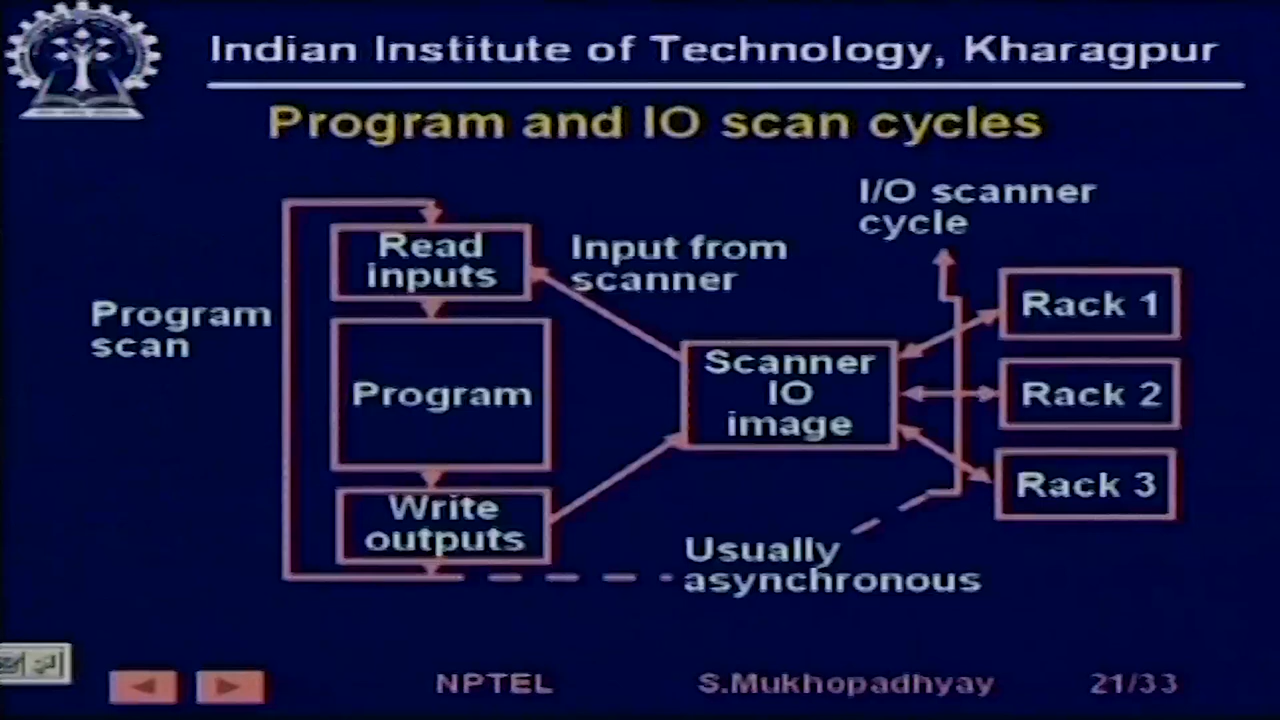 Indian Institute of Technology, Kharagpur
Program and IO scan cycles
I/O scanner
cycle
Read
inputs
Input from
scanner
Program
scan
Rack 1
Program
Scanner
IO
image
Rack 2
Rack 3
Write
outputs
Usually
asynchronous
NPTEL
S.Mukhopadhyay
21/33